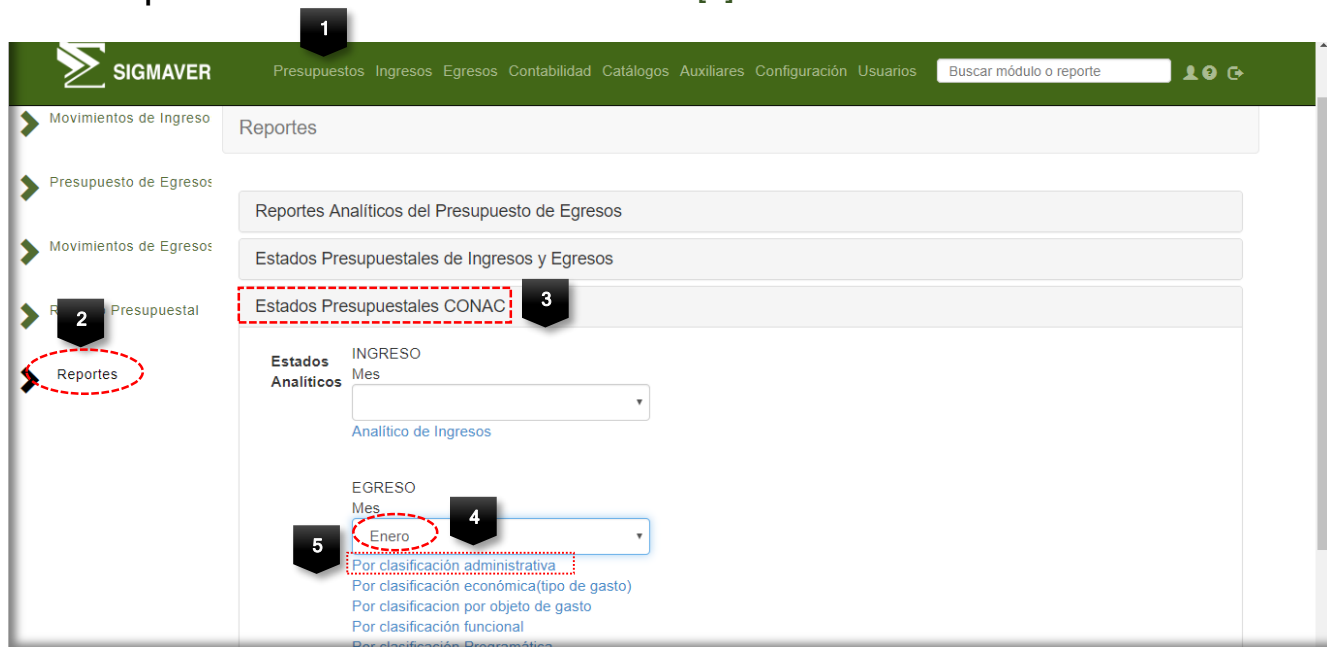 1
SIGMAVER
Presupuestos Ingresos Egresos Contabilidad Catálogos Auxiliares Configuración Usuarios Buscar módulo o reporte
Movimientos de Ingreso
Reportes
Presupuesto de Egresos
Reportes Analíticos del Presupuesto de Egresos
Movimientos de Egresos
Estados Presupuestales de Ingresos y Egresos
Estados Presupuestales CONAC 3
2 Presupuestal
Reportes
Estados Analíticos
INGRESO
Mes
Analítico de Ingresos
EGRESO
Mes
4
Enero
5
Por clasificación administrativa
Por clasificación económica(tipo de gasto)
Por clasificacion por objeto de gasto
Por clasificación funcional
Por clasificación Programática